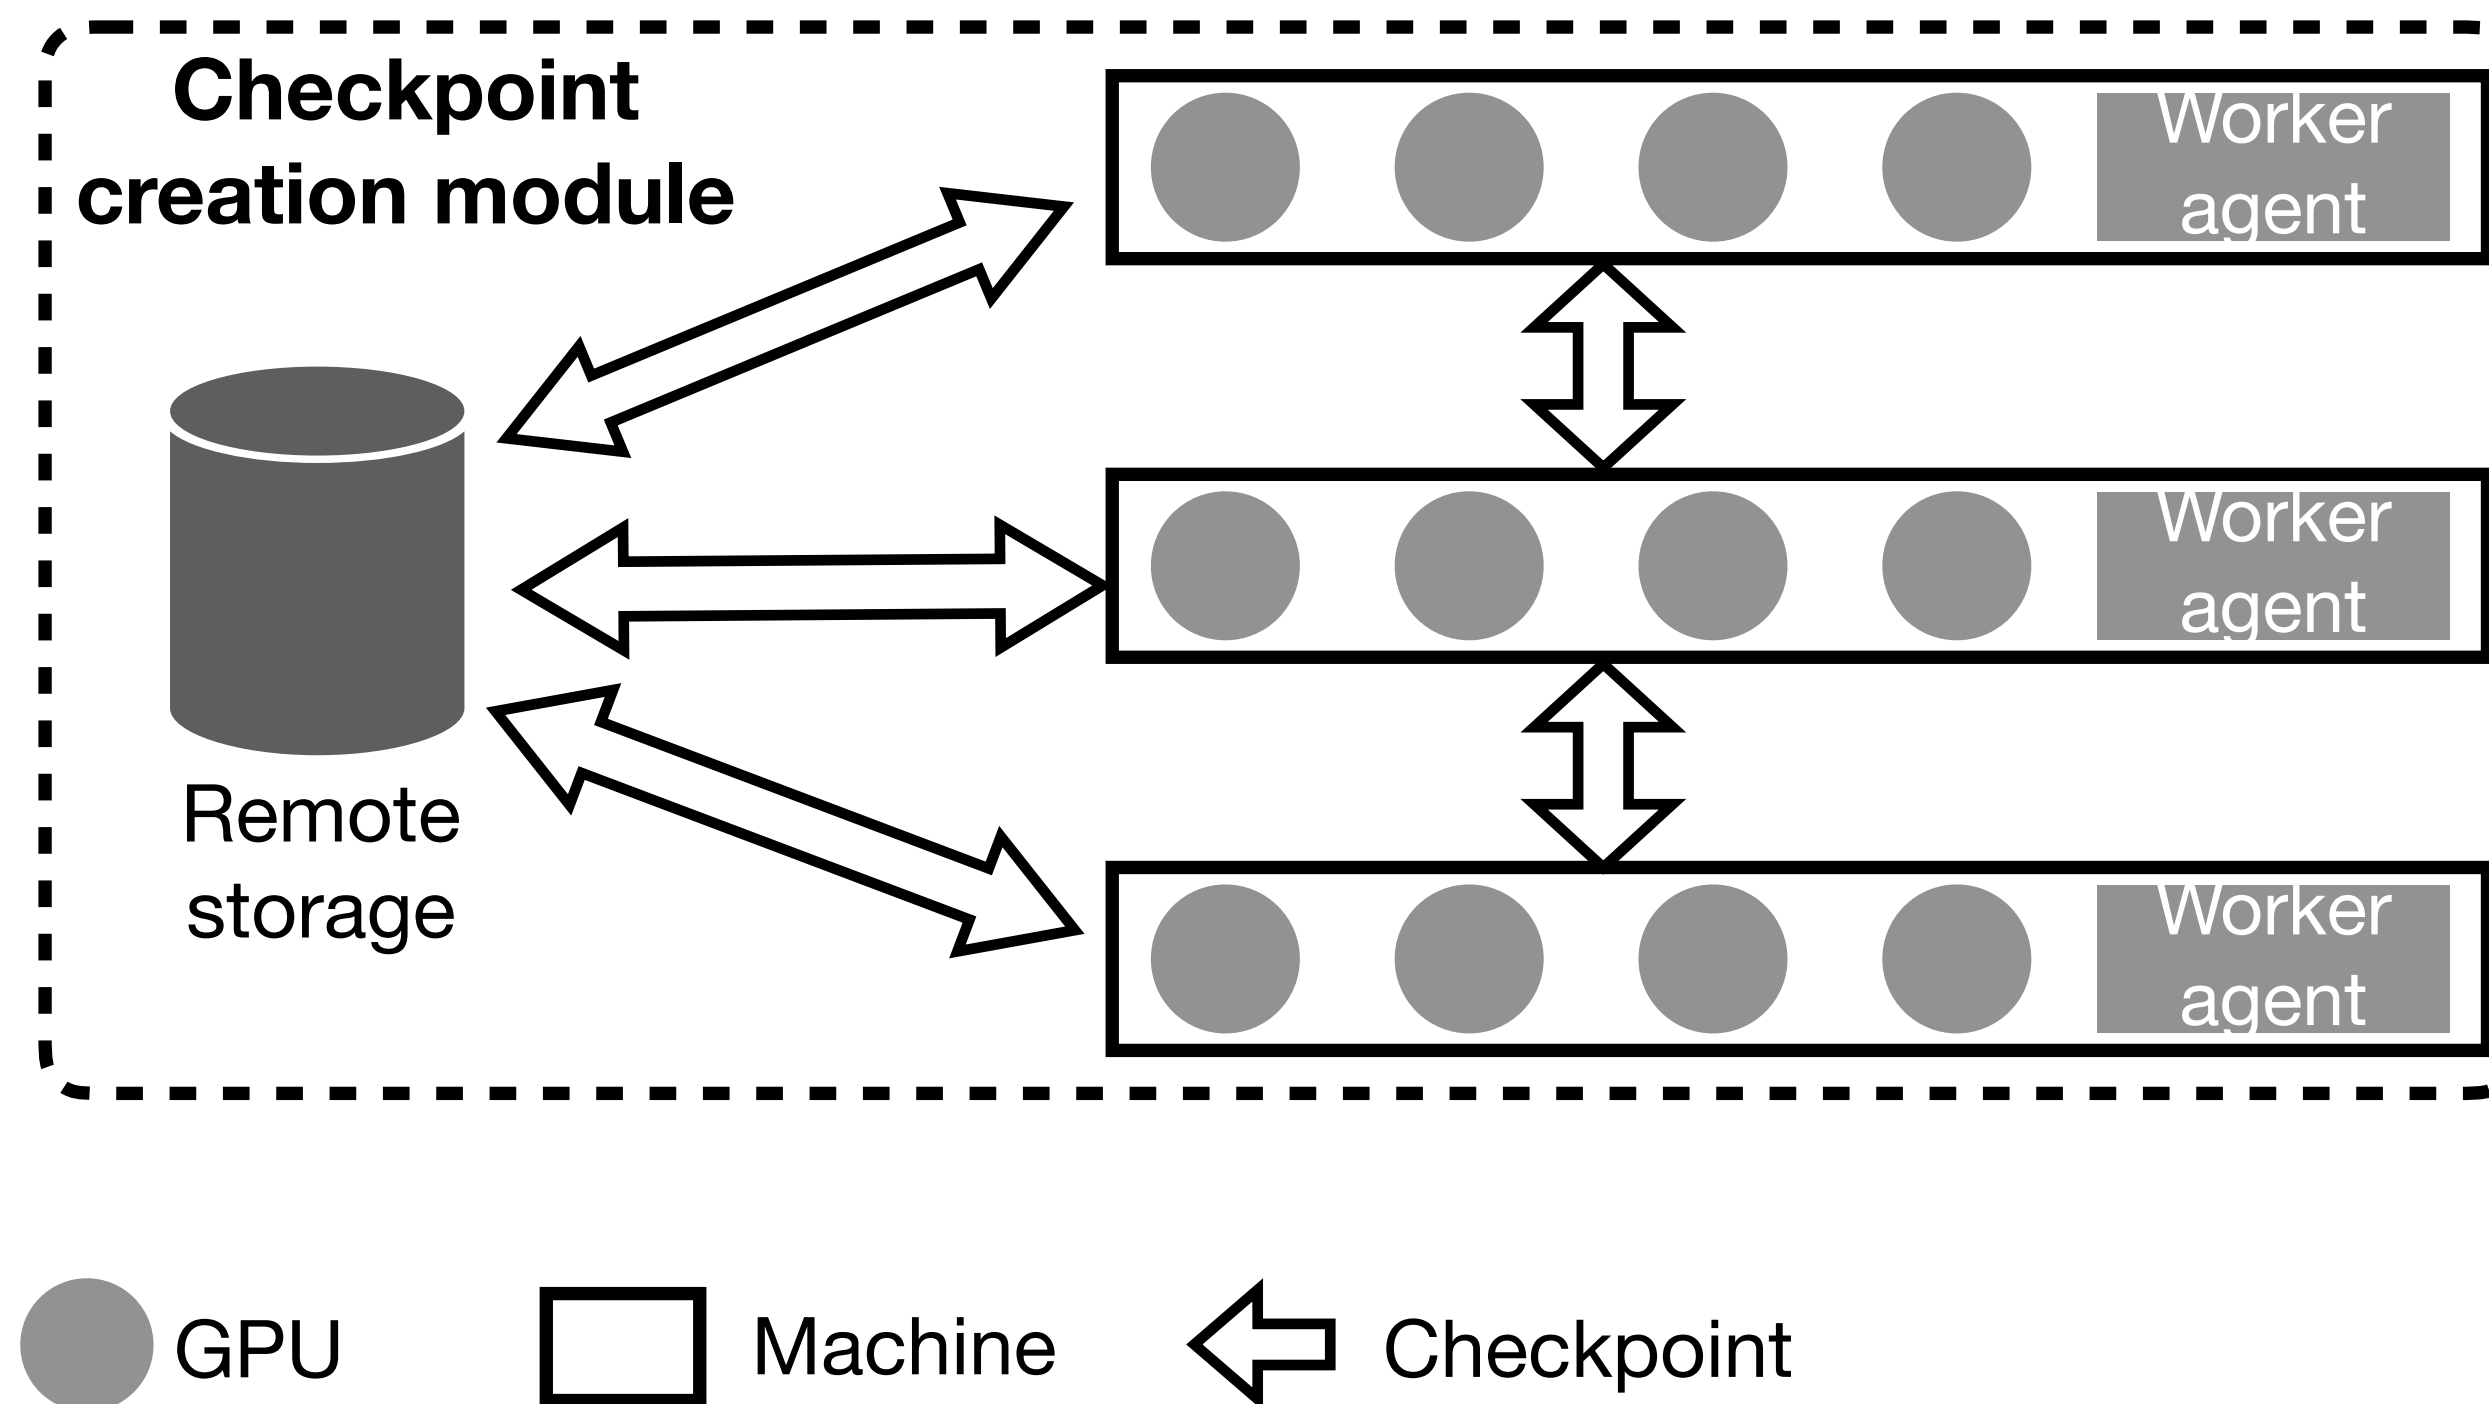 Checkpoint
creation module
Worker
agent
Worker
agent
Remote
storage
Worker
agent
GPU
Machine
Checkpoint